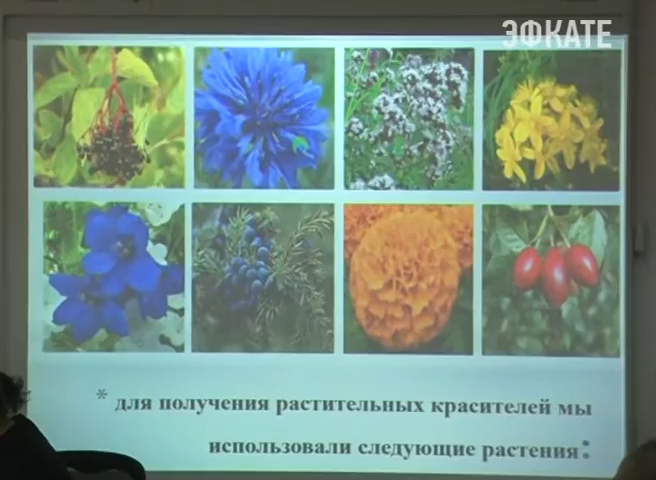 ЭФКАТЕ
* для получения растительных красителей мы
использовали следующие растения: